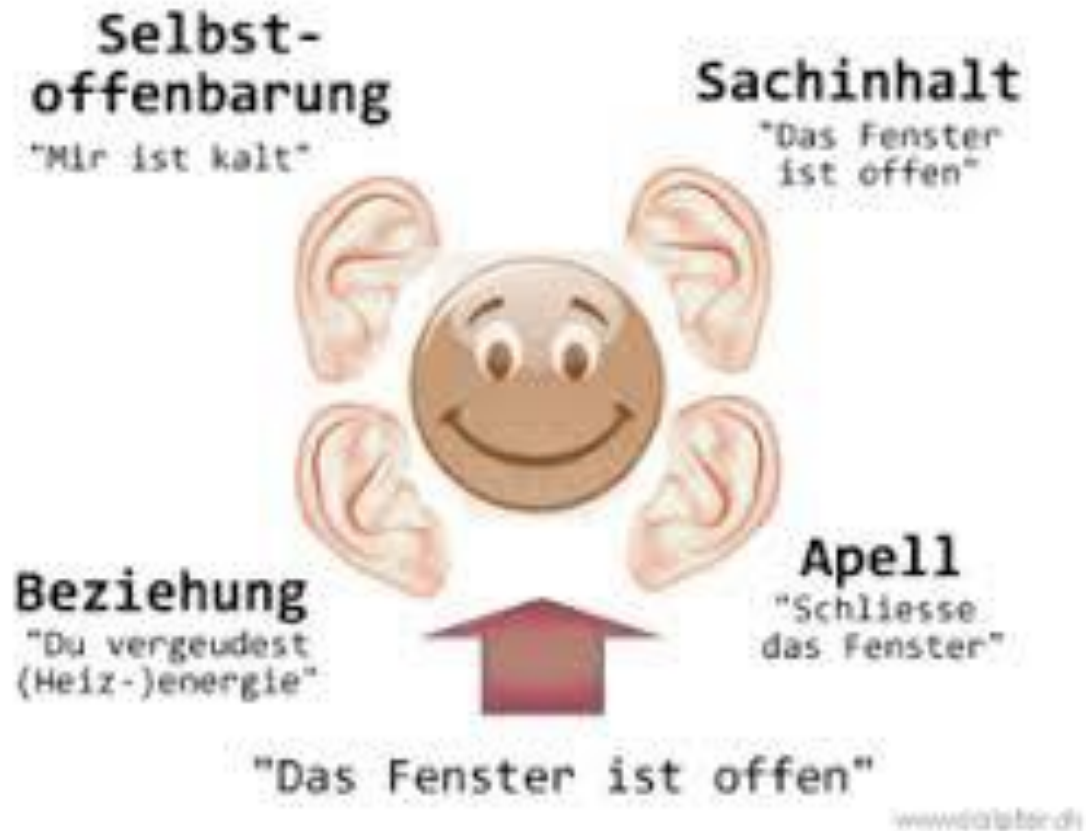 Selbst-
offenbarung
"Mir ist kalt"
Sachinhalt
"Das Fenster
ist offen"
Beziehung
"Du vergeudest
(Heiz-)energie"
Apell
"Schliesse
das Fenster"
"Das Fenster ist offen"